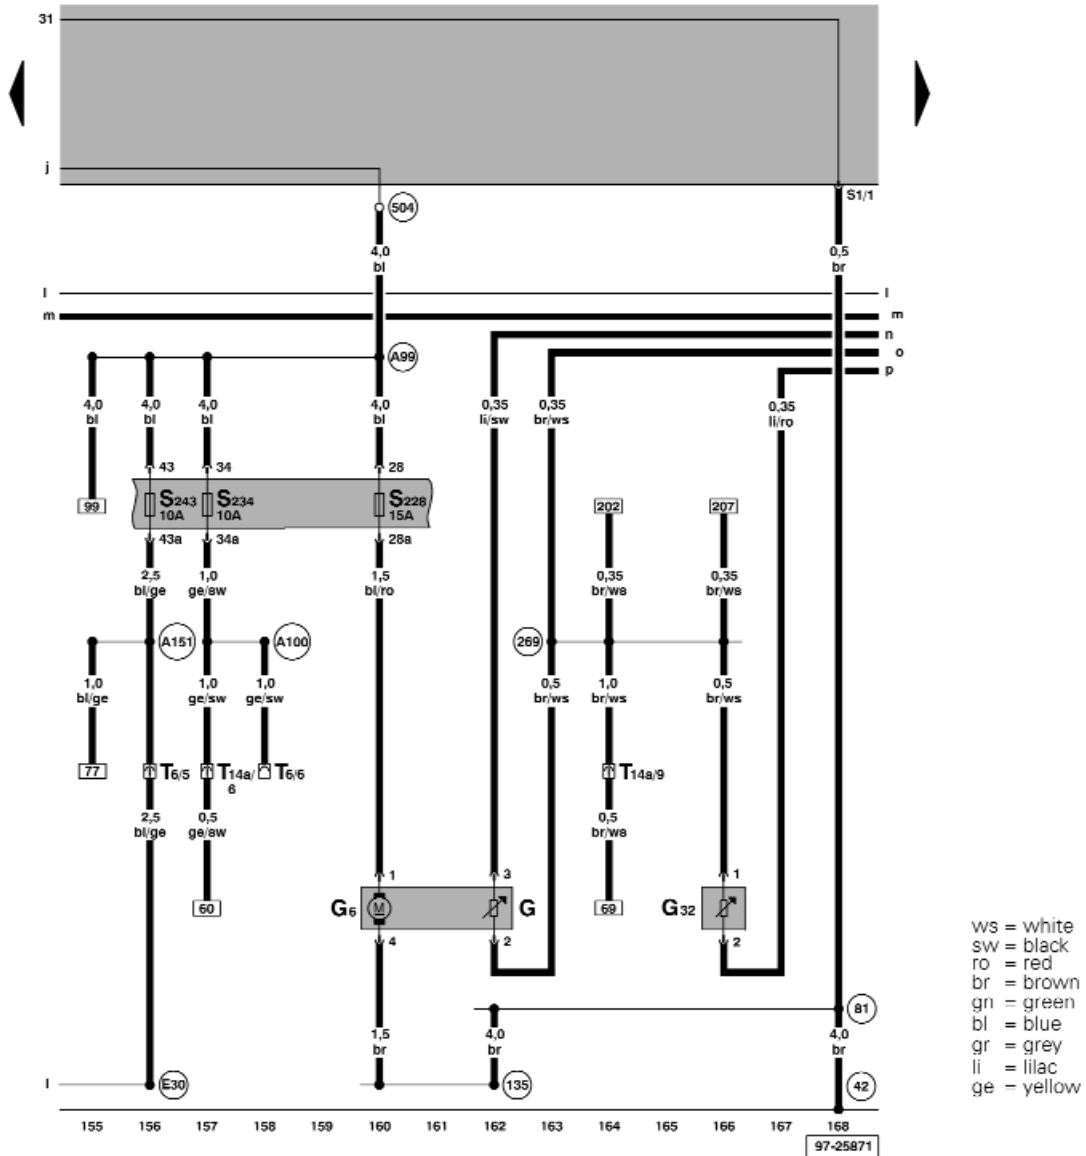 31
j
S1/1
504
4,0 0,5
bl br
l l
m m
n
o
p
A99
4,0 4,0 4,0 4,0 0,35 0,35 0,35
bl bl bl bl li/sw br/ws li/ro
43 34 28
99 S243 S234 S228 202 207
10A 10A 15A
43a 34a 28a
2,5 1,0 1,5 0,35 0,35
bl/ge ge/sw bl/ro br/ws br/ws
A151 A100 269
1,0 1,0 1,0 0,5 1,0 0,5
bl/ge ge/sw ge/sw br/ws br/ws br/ws
77 T6/5 T14a/6 T6/6 T14a/9
2,5 0,5 0,5
bl/ge ge/sw br/ws
1 3 1
60 G6 M G 69 G32
4 2 2
81
1,5 4,0 4,0
br br br
l E30 135 42
155 156 157 158 159 160 161 162 163 164 165 166 167 168
97-25871
ws = white
sw = black
ro = red
br = brown
gn = green
bl = blue
gr = grey
li = lilac
ge = yellow